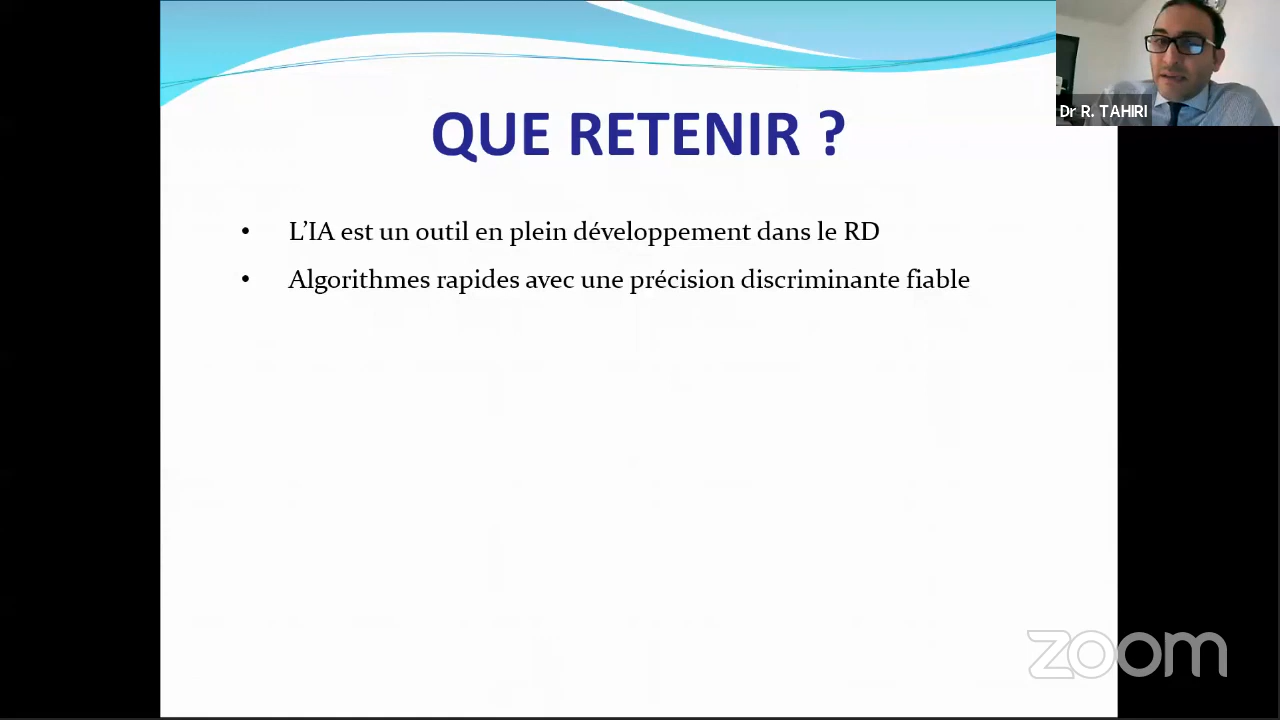 QUE RETENIR ?
Dr R. TAHIRI
• L’IA est un outil en plein développement dans le RD
• Algorithmes rapides avec une précision discriminante fiable
zoom